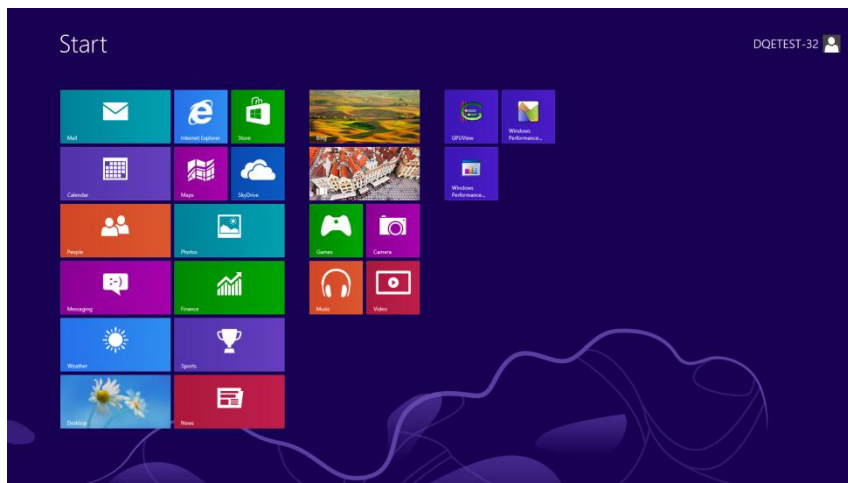 Start
DQETEST-32
Mail
Internet Explorer
Store
Bing
GPUView
Windows
Performance...
Calendar
Maps
SkyDrive
Windows
Performance...
People
Photos
Games
Camera
Messaging
Finance
Music
Video
Weather
Sports
Desktop
News